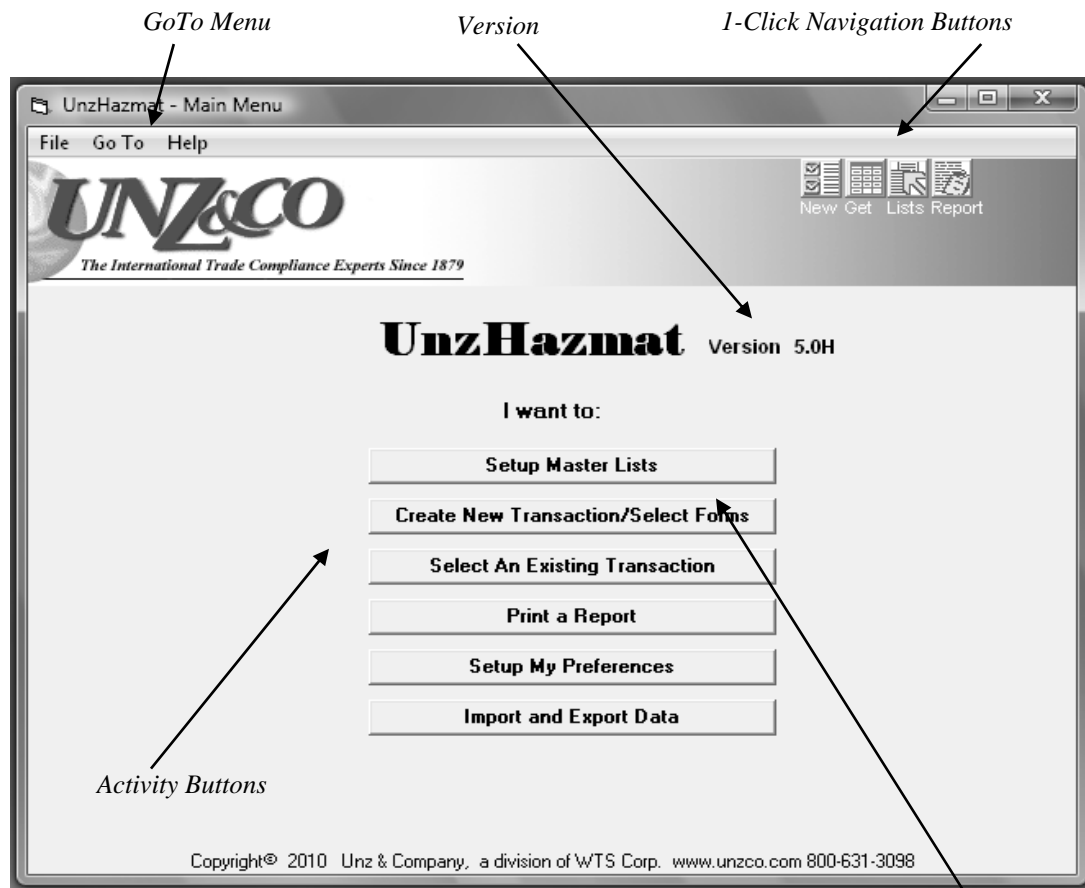 GoTo Menu
Version
1-Click Navigation Buttons
UnzHazmat - Main Menu
File Go To Help
UNZ&CO
The International Trade Compliance Experts Since 1879
New Get Lists Report
UnzHazmat Version 5.0H
I want to:
Setup Master Lists
Create New Transaction/Select Forms
Select An Existing Transaction
Print a Report
Setup My Preferences
Import and Export Data
Activity Buttons
Copyright© 2010 Unz & Company, a division of WTS Corp. www.unzco.com 800-631-3098